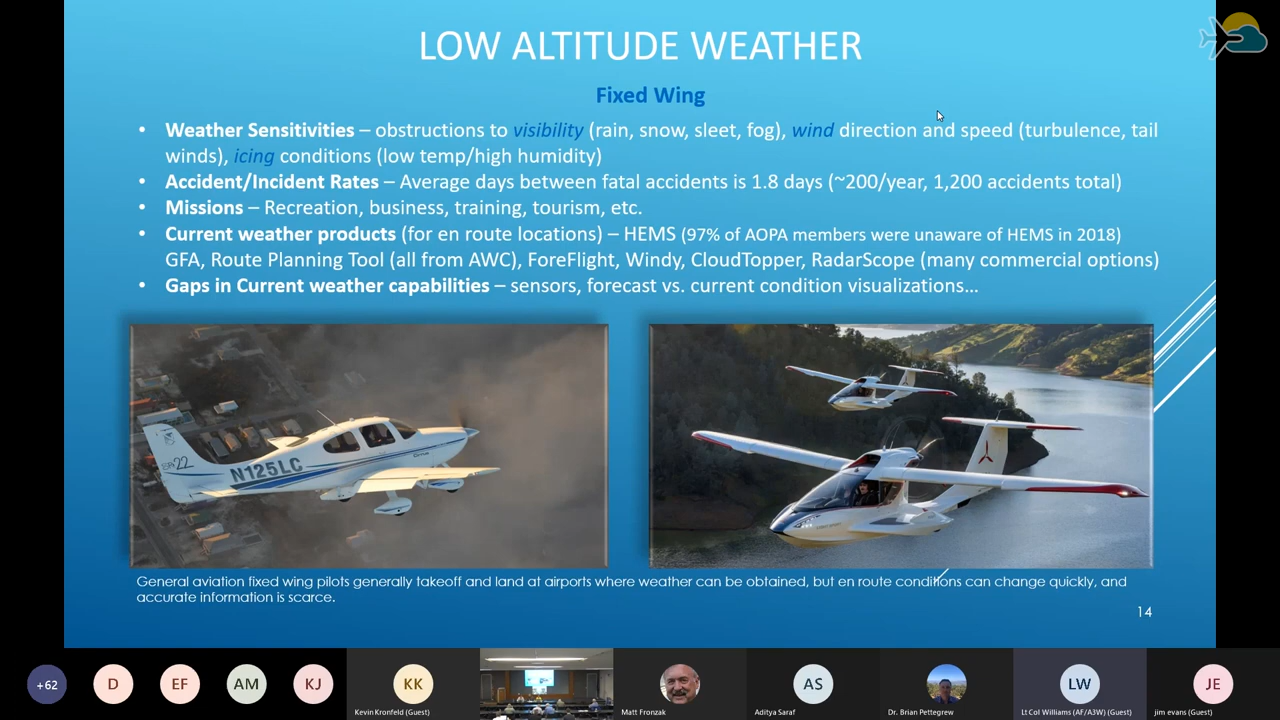 LOW ALTITUDE WEATHER
Fixed Wing
• Weather Sensitivities – obstructions to visibility (rain, snow, sleet, fog), wind direction and speed (turbulence, tail
winds), icing conditions (low temp/high humidity)
• Accident/Incident Rates – Average days between fatal accidents is 1.8 days (~200/year, 1,200 accidents total)
• Missions – Recreation, business, training, tourism, etc.
• Current weather products (for en route locations) – HEMS (97% of AOPA members were unaware of HEMS in 2018)
GFA, Route Planning Tool (all from AWC), ForeFlight, Windy, CloudTopper, RadarScope (many commercial options)
• Gaps in Current weather capabilities – sensors, forecast vs. current condition visualizations…
22
N125LC
General aviation fixed wing pilots generally takeoff and land at airports where weather can be obtained, but en route conditions can change quickly, and
accurate information is scarce.
14
+62
D
EF
AM
KJ
KK
AS
LW
JE
Kevin Kronfeld (Guest)
Matt Fronzak
Aditya Saraf
Dr. Brian Pettegrew
Lt Col Williams (AF/A3W) (Guest)
jim evans (Guest)